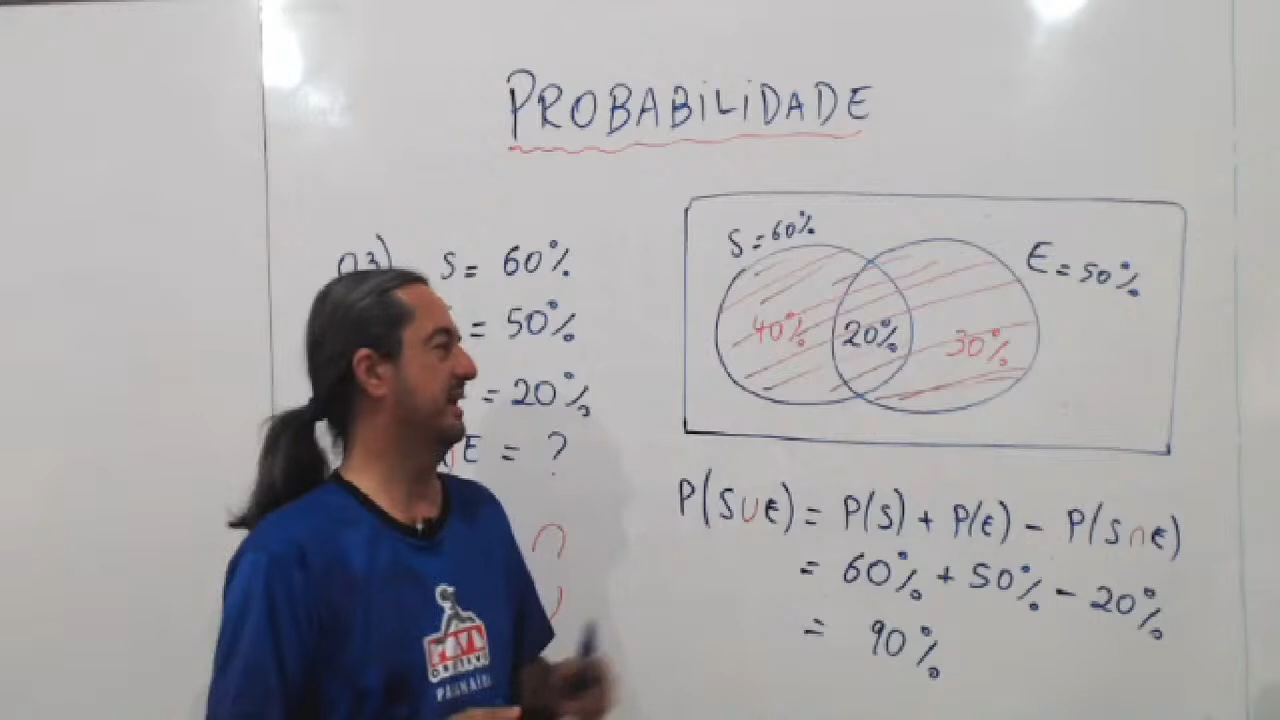 PROBABILIDADE
03) S = 60%
= 50%
= 20%
E = ?
S = 60%
E = 50%
40%
20%
30%
P(S∪E) = P(S) + P(E) - P(S∩E)
= 60% + 50% - 20%
= 90%
∩